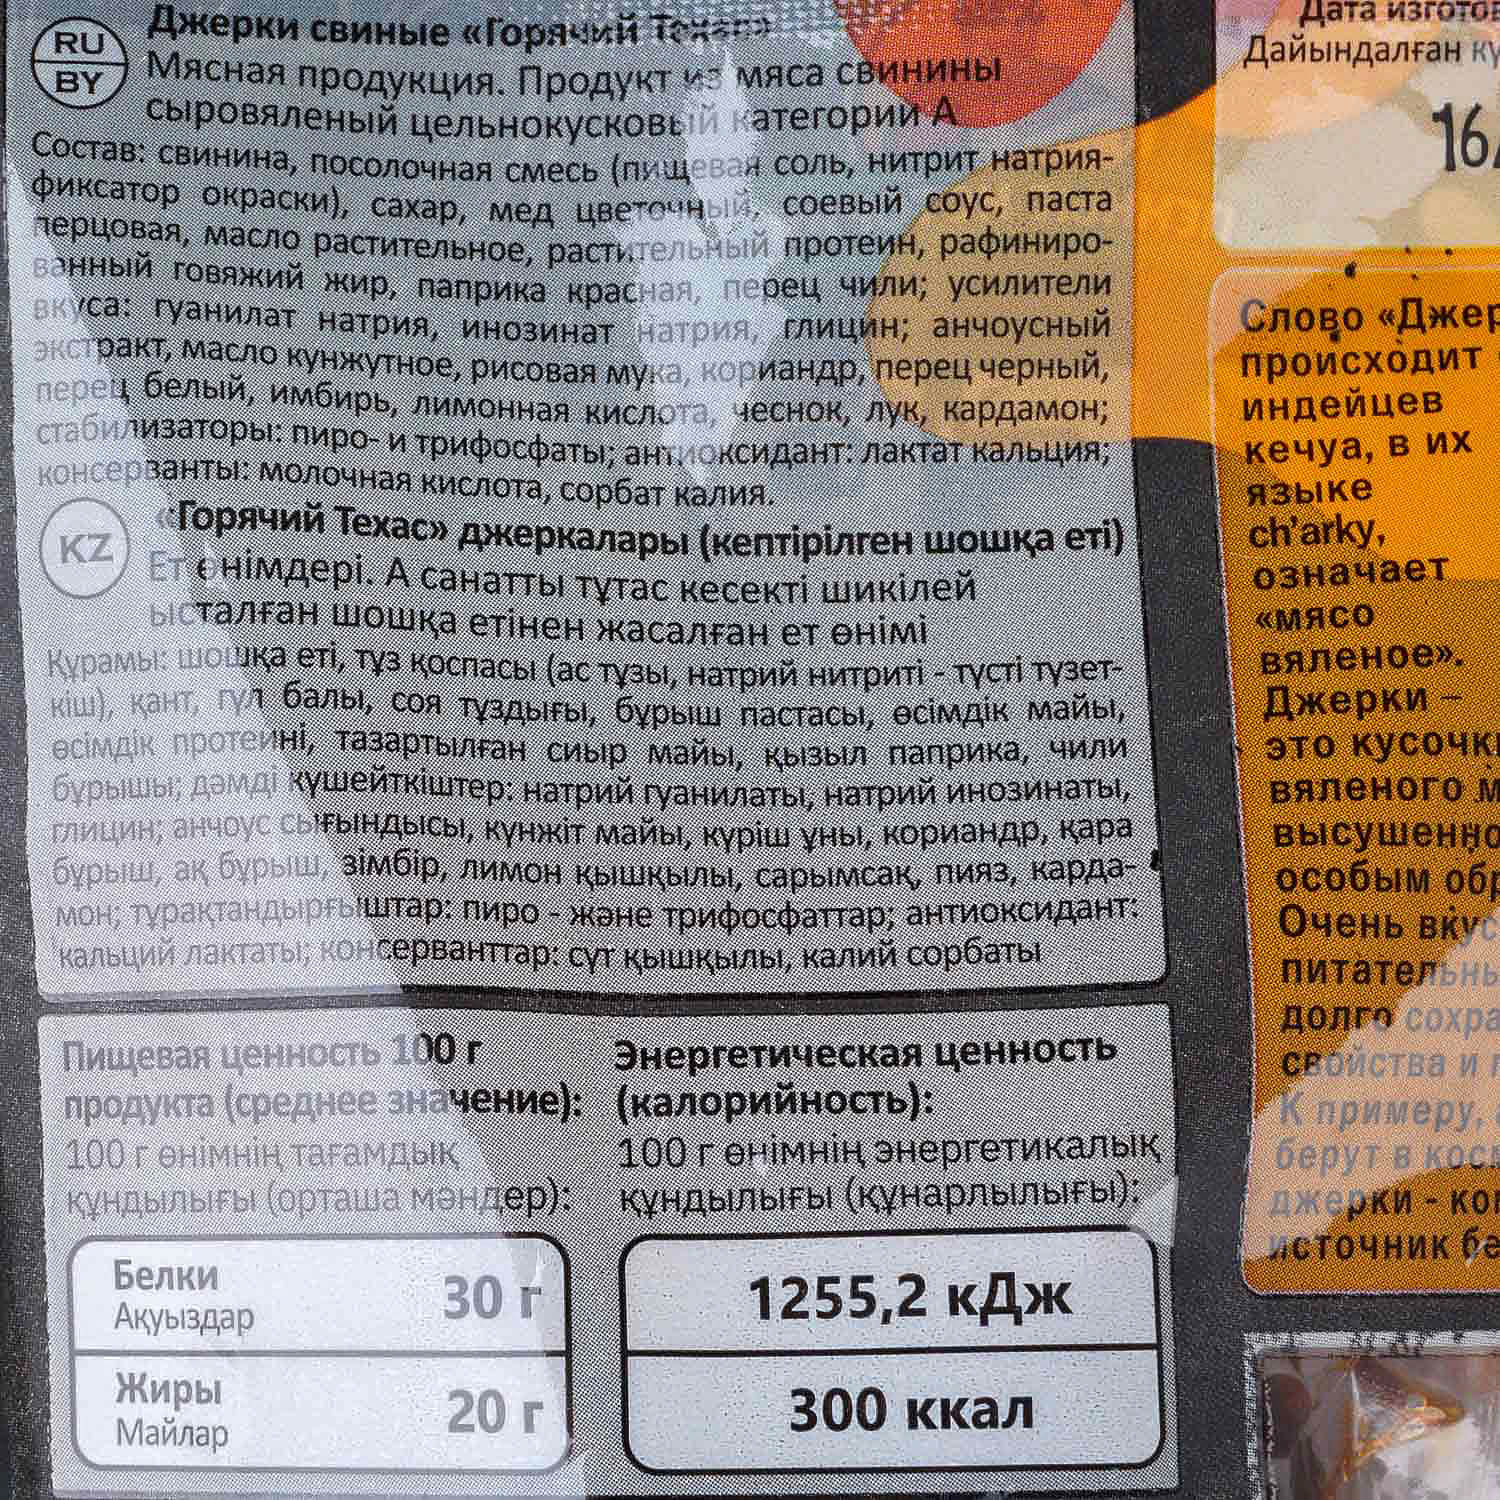 RU
BY
Джерки свиные «Горячий Техас»
Мясная продукция. Продукт из мяса свинины
сыровяленый цельнокусковый категории А
Состав: свинина, посолочная смесь (пищевая соль, нитрит натрия-
фиксатор окраски), сахар, мед цветочный, соевый соус, паста
перцовая, масло растительное, растительный протеин, рафиниро-
ванный говяжий жир, паприка красная, перец чили; усилители
вкуса: гуанилат натрия, инозинат натрия, глицин; анчоусный
экстракт, масло кунжутное, рисовая мука, кориандр, перец черный,
перец белый, имбирь, лимонная кислота, чеснок, лук, кардамон;
стабилизаторы: пиро- и трифосфаты; антиоксидант: лактат кальция;
консерванты: молочная кислота, сорбат калия.
KZ
«Горячий Техас» джеркалары (кептірілген шошқа еті)
Ет өнімдері. А санатты тұтас кесекті шикілей
ысталған шошқа етінен жасалған ет өнімі
Құрамы: шошқа еті, тұз қоспасы (ас тұзы, натрий нитриті - түсті түзет-
кіш), қант, гүл балы, соя тұздығы, бұрыш пастасы, өсімдік майы,
өсімдік протеині, тазартылған сиыр майы, қызыл паприка, чили
бұрышы; дәмді күшейткіштер: натрий гуанилаты, натрий инозинаты,
глицин; анчоус сығындысы, күнжіт майы, күріш ұны, кориандр, қара
бұрыш, ақ бұрыш, зімбір, лимон қышқылы, сарымсақ, пияз, карда-
мон; тұрақтандырғыштар: пиро - және трифосфаттар; антиоксидант:
кальций лактаты; консерванттар: сүт қышқылы, калий сорбаты
Пищевая ценность 100 г
продукта (среднее значение):
100 г өнімнің тағамдық
құндылығы (орташа мәндер):
Белки
Ақуыздар
30 г
Жиры
Майлар
20 г
Энергетическая ценность
(калорийность):
100 г өнімнің энергетикалық
құндылығы (құнарлылығы):
1255,2 кДж
300 ккал
Дата изготов
Дайындалған кү
16
Слово «Джер
происходит
индейцев
кечуа, в их
языке
ch'arky,
означает
«мясо
вяленое».
Джерки –
это кусочк
вяленого м
высушенно
особым обр
Очень вкус
питательны
долго сохра
свойства и
К примеру,
берут в косм
джерки - ко
источник бе